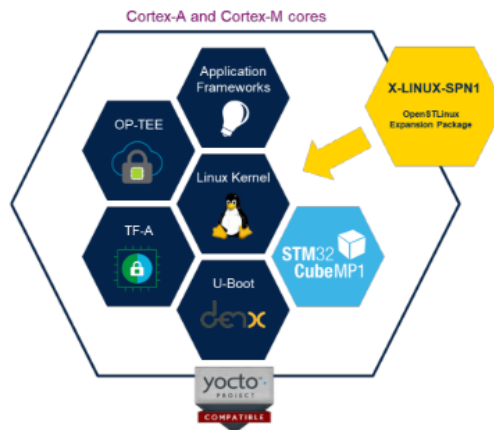 Cortex-A and Cortex-M cores
Application
Frameworks
X-LINUX-SPN1
OpenSTLinux
Expansion Package
OP-TEE
Linux Kernel
TF-A
STM32
CubeMP1
U-Boot
denx
yocto
PROJECT
COMPATIBLE